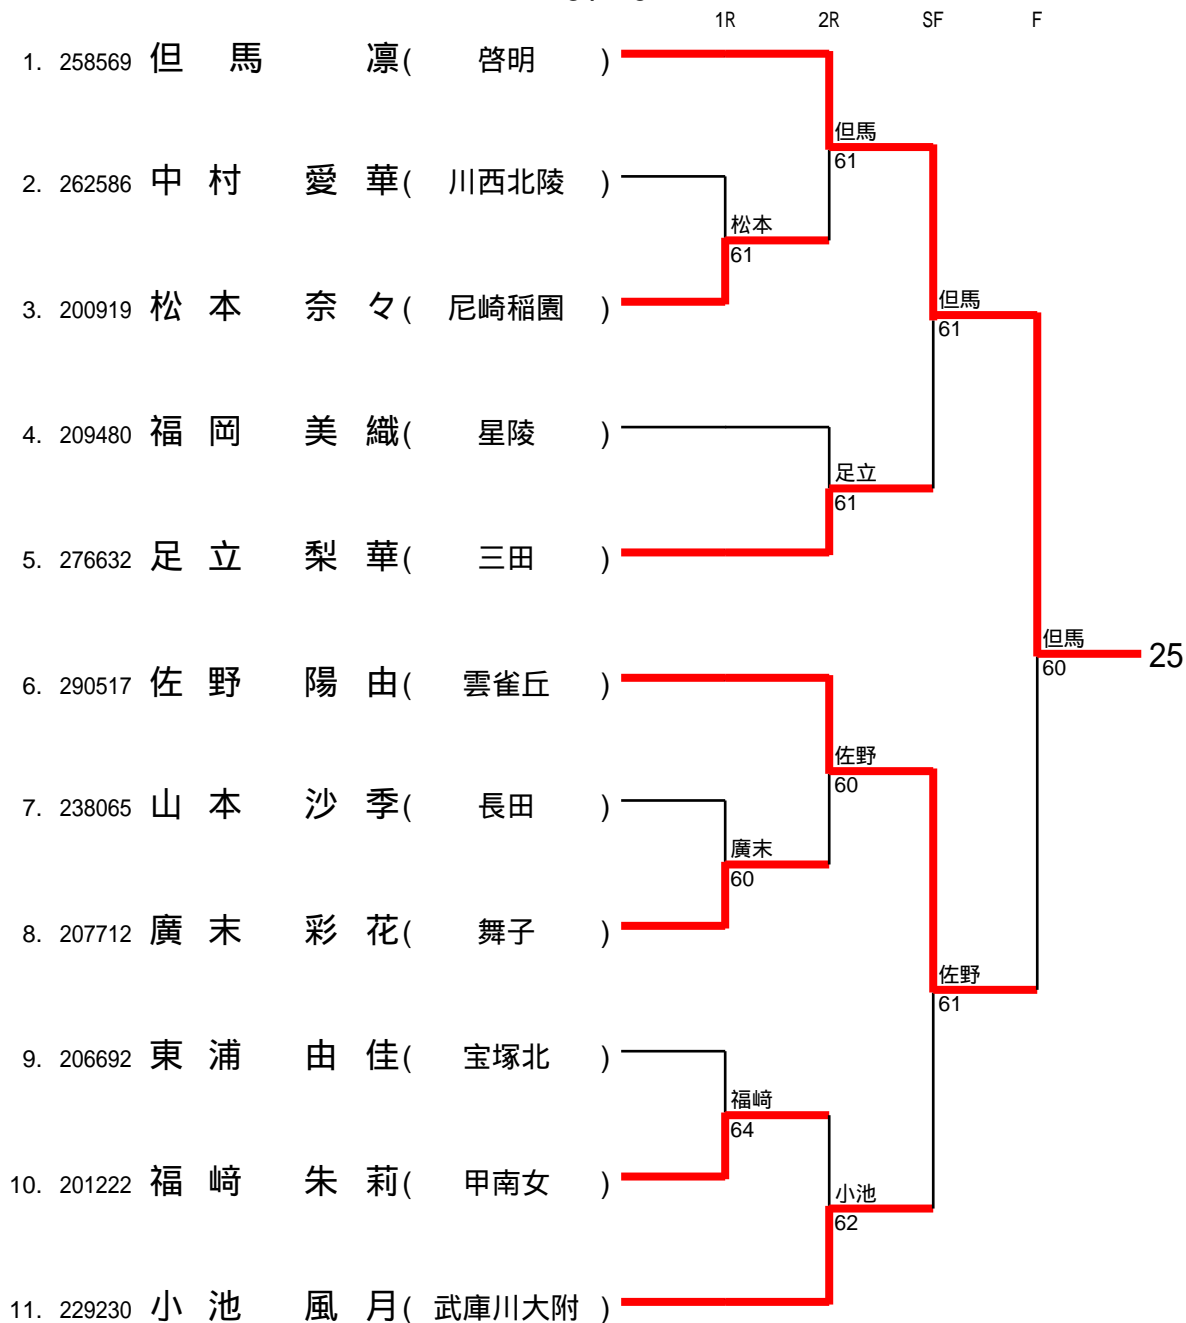 1R 2R SF F
1. 258569 但馬 凛( 啓明 )
但馬
61
2. 262586 中村 愛華( 川西北陵 )
松本
61
3. 200919 松本 奈々( 尼崎稲園 )
但馬
61
4. 209480 福岡 美織( 星陵 )
足立
61
5. 276632 足立 梨華( 三田 )
但馬
60
25
6. 290517 佐野 陽由( 雲雀丘 )
佐野
60
7. 238065 山本 沙季( 長田 )
廣末
60
8. 207712 廣末 彩花( 舞子 )
佐野
61
9. 206692 東浦 由佳( 宝塚北 )
福﨑
64
10. 201222 福﨑 朱莉( 甲南女 )
小池
62
11. 229230 小池 風月( 武庫川大附 )